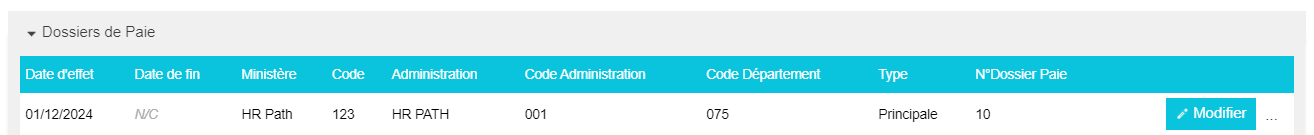 Dossiers de Paie
Date d'effet Date de fin Ministère Code Administration Code Administration Code Département Type N°Dossier Paie
01/12/2024 N/C HR Path 123 HR PATH 001 075 Principale 10 Modifier ...